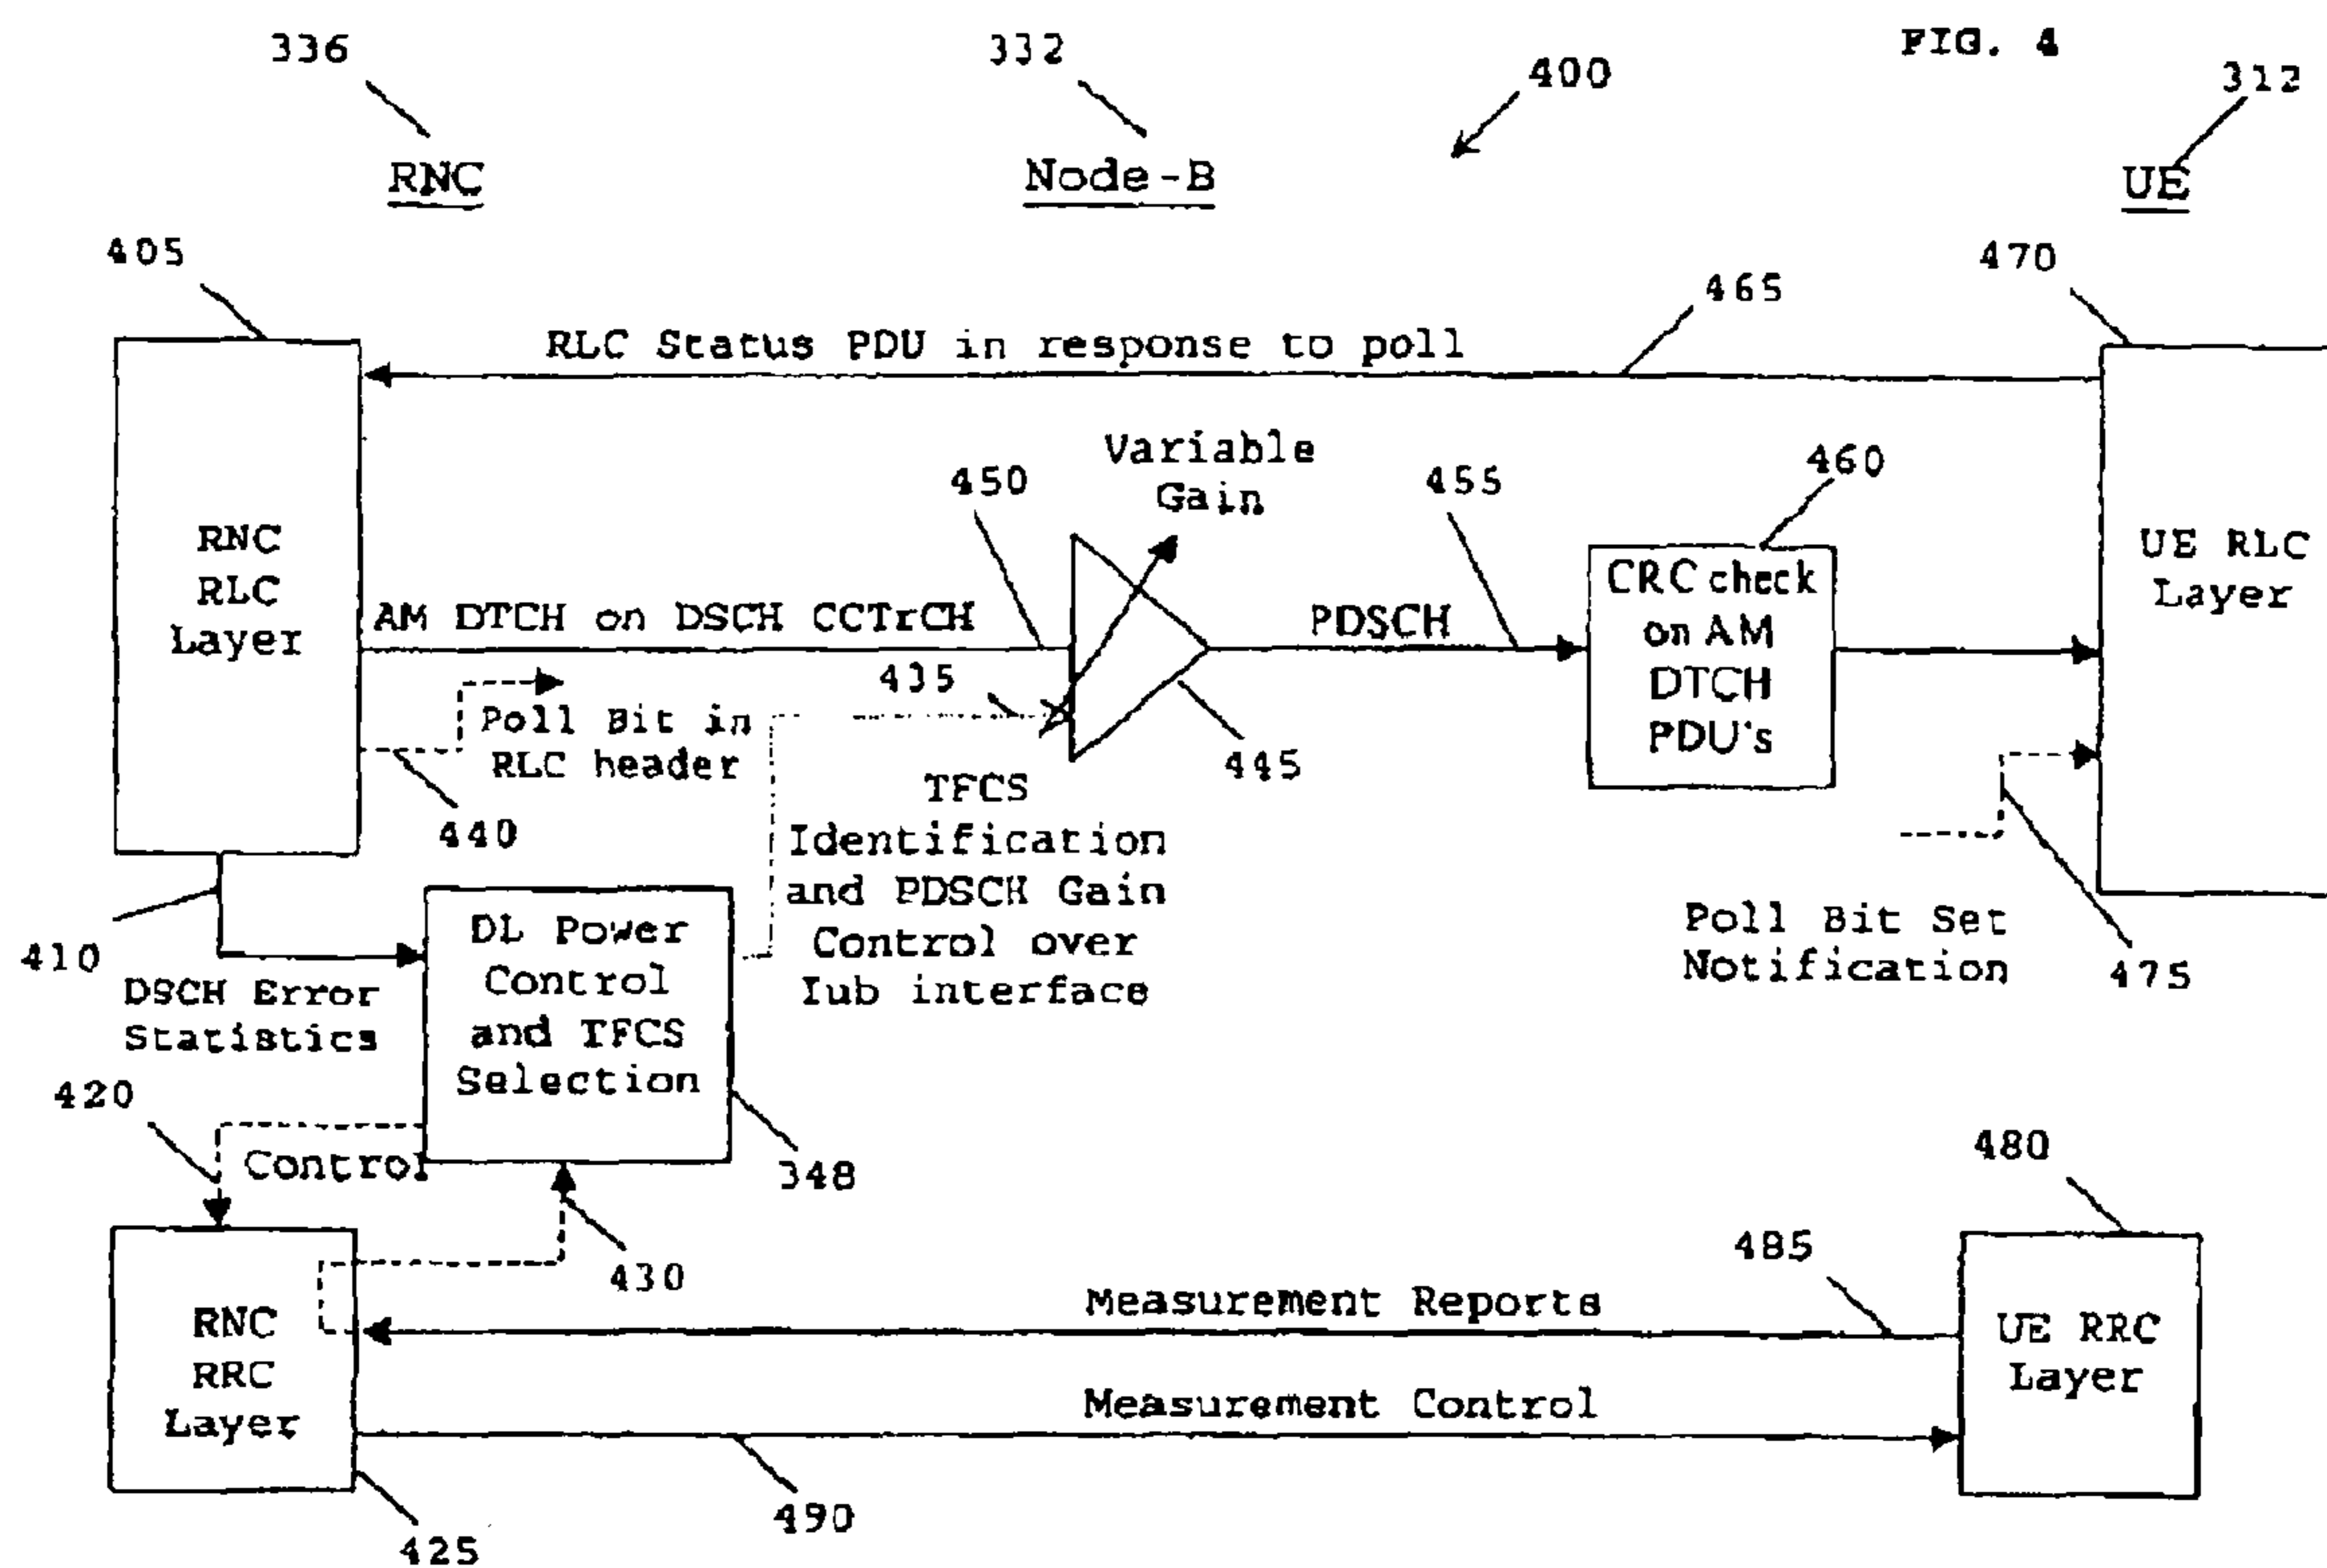 336
332
400
FIG. 4
312
RNC
Node-B
UE
405
465
470
RLC Status PDU in response to poll
Variable
Gain
450
455
460
RNC
RLC
Layer
AM DTCH on DSCH CCTrCH
PDSCH
CRC check
on AM
DTCH
PDU's
UE RLC
Layer
435
Poll Bit in
RLC header
440
445
TFCS
Identification
and PDSCH Gain
Control over
Iub interface
Poll Bit Set
Notification
475
410
DSCH Error
Statistics
DL Power
Control
and TFCS
Selection
348
420
Control
430
480
485
RNC
RRC
Layer
Measurement Reports
Measurement Control
UE RRC
Layer
490
425